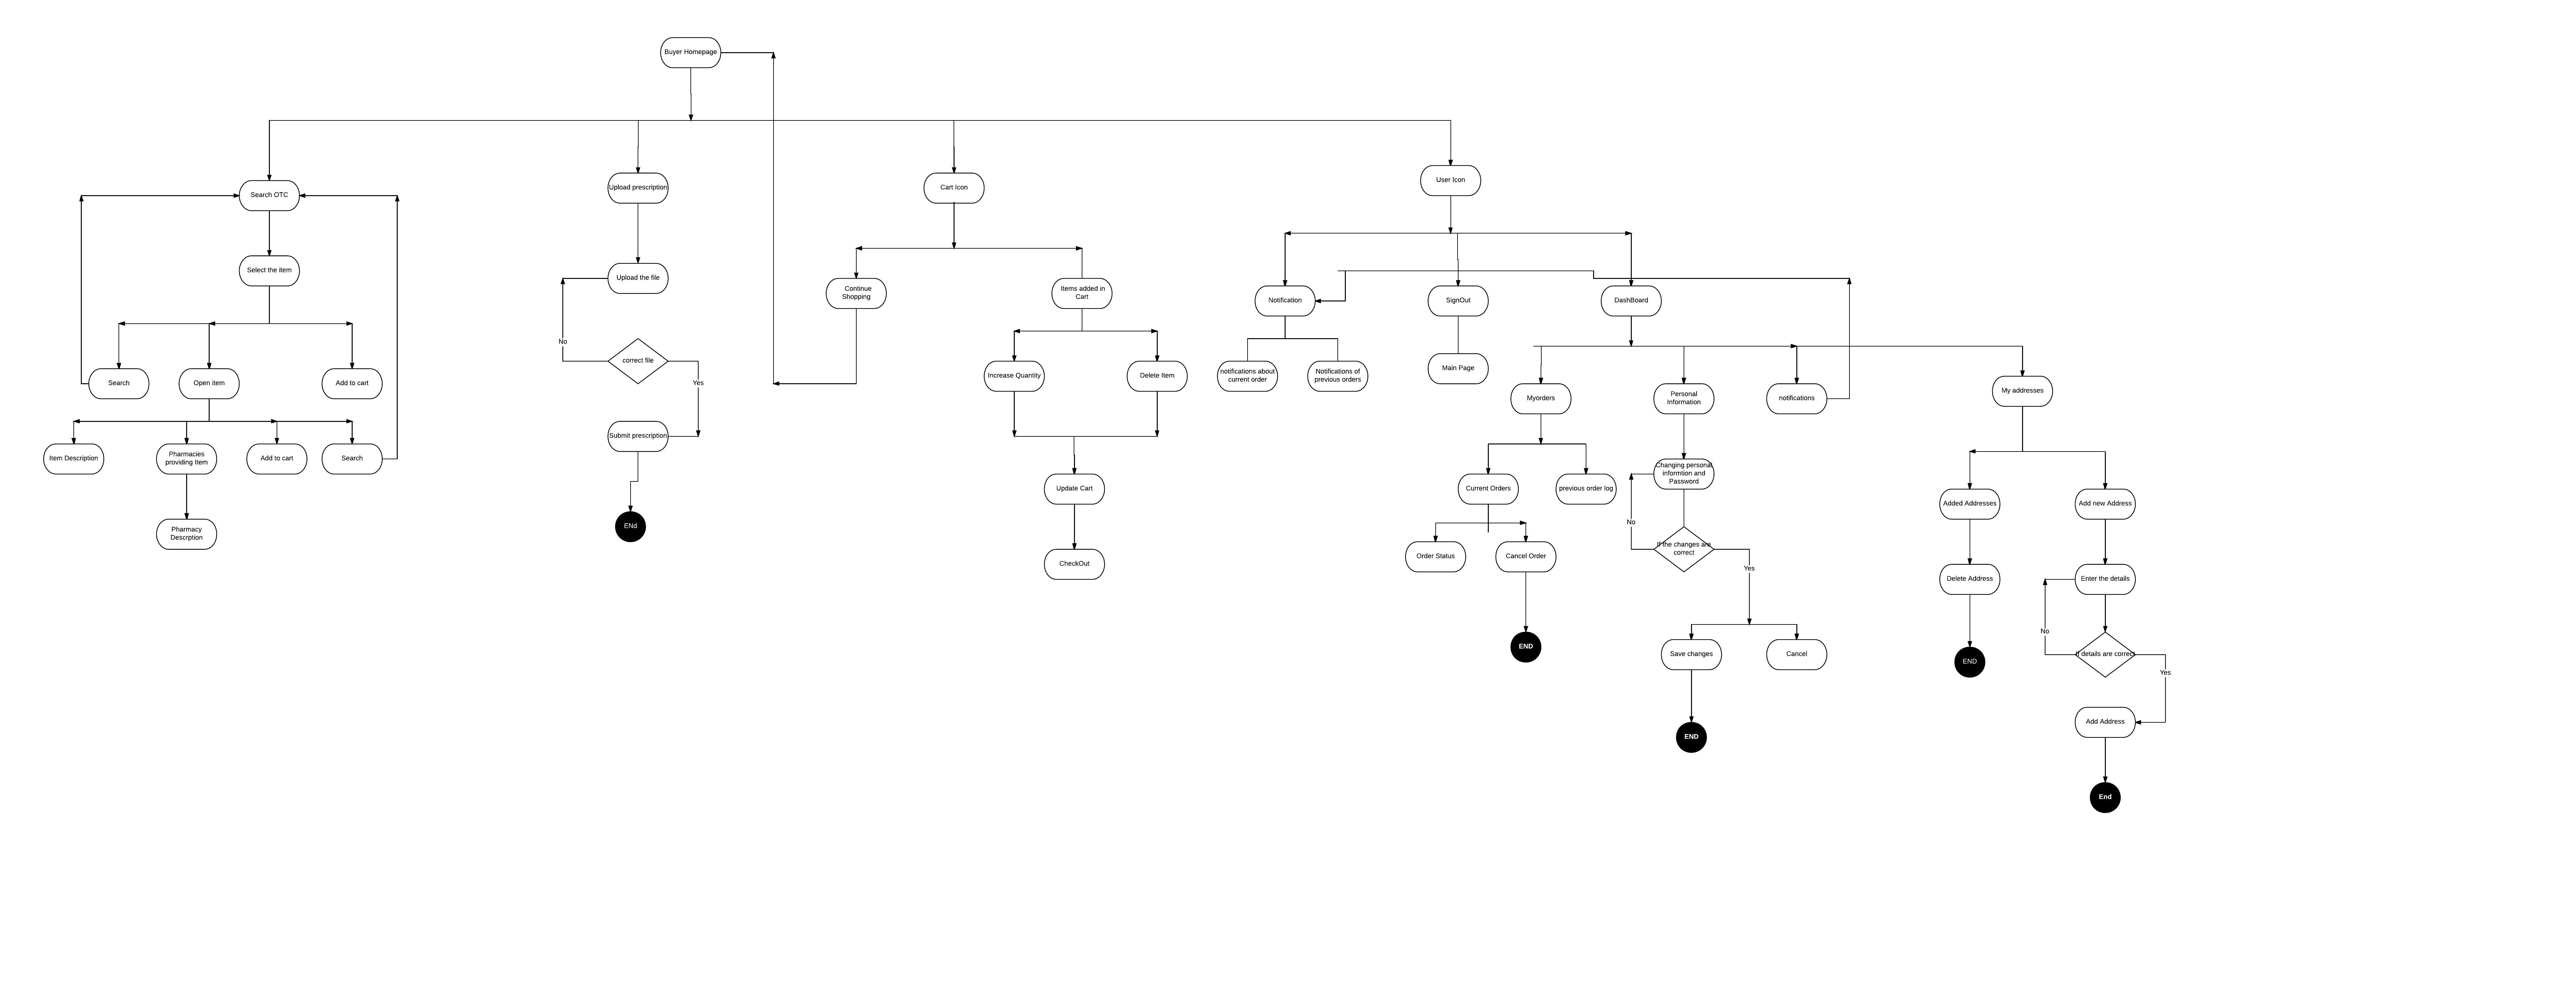 Buyer Homepage
Search OTC
Upload prescription
Cart Icon
User Icon
Select the item
Upload the file
Continue
Shopping
Items added in
Cart
Notification
SignOut
DashBoard
No
correct file
Yes
Search
Open item
Add to cart
Increase Quantity
Delete Item
notifications about
current order
Notifications of
previous orders
Main Page
Myorders
Personal
Information
notifications
My addresses
Submit prescription
Item Description
Pharmacies
providing Item
Add to cart
Search
Update Cart
Current Orders
previous order log
Changing personal
informtion and
Password
Added Addresses
Add new Address
Pharmacy
Descrption
ENd
No
CheckOut
Order Status
Cancel Order
If the changes are
correct
Yes
Delete Address
Enter the details
END
Save changes
Cancel
END
No
If details are correct
Yes
END
Add Address
End